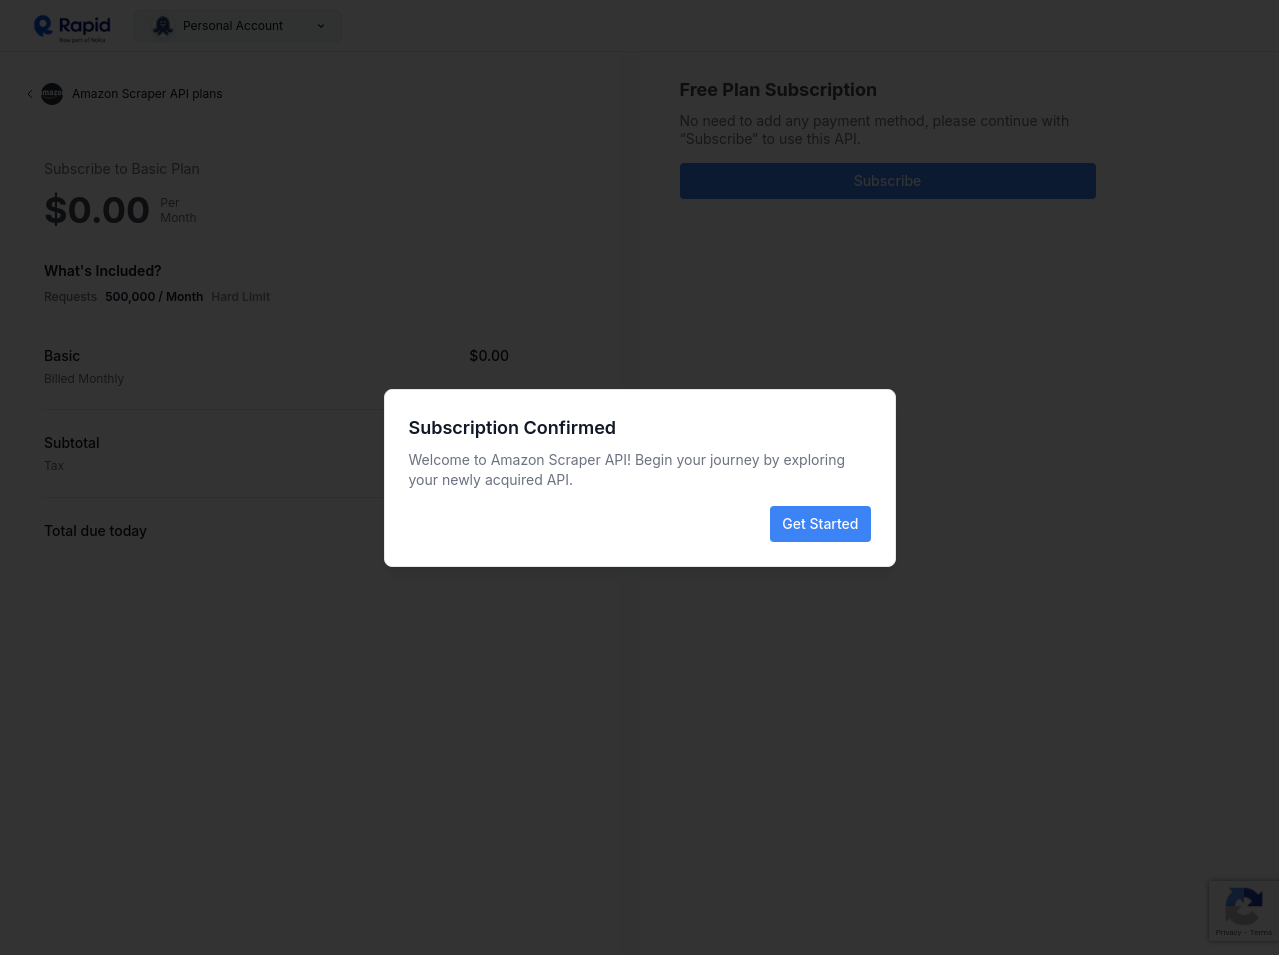 Rapid
Now part of Nokia
Personal Account
Amazon Scraper API plans
Subscribe to Basic Plan
$0.00 Per
Month
What's Included?
Requests 500,000 / Month Hard Limit
Basic $0.00
Billed Monthly
Subtotal
Tax
Total due today
Free Plan Subscription
No need to add any payment method, please continue with
“Subscribe” to use this API.
Subscribe
Subscription Confirmed
Welcome to Amazon Scraper API! Begin your journey by exploring
your newly acquired API.
Get Started
Privacy - Terms